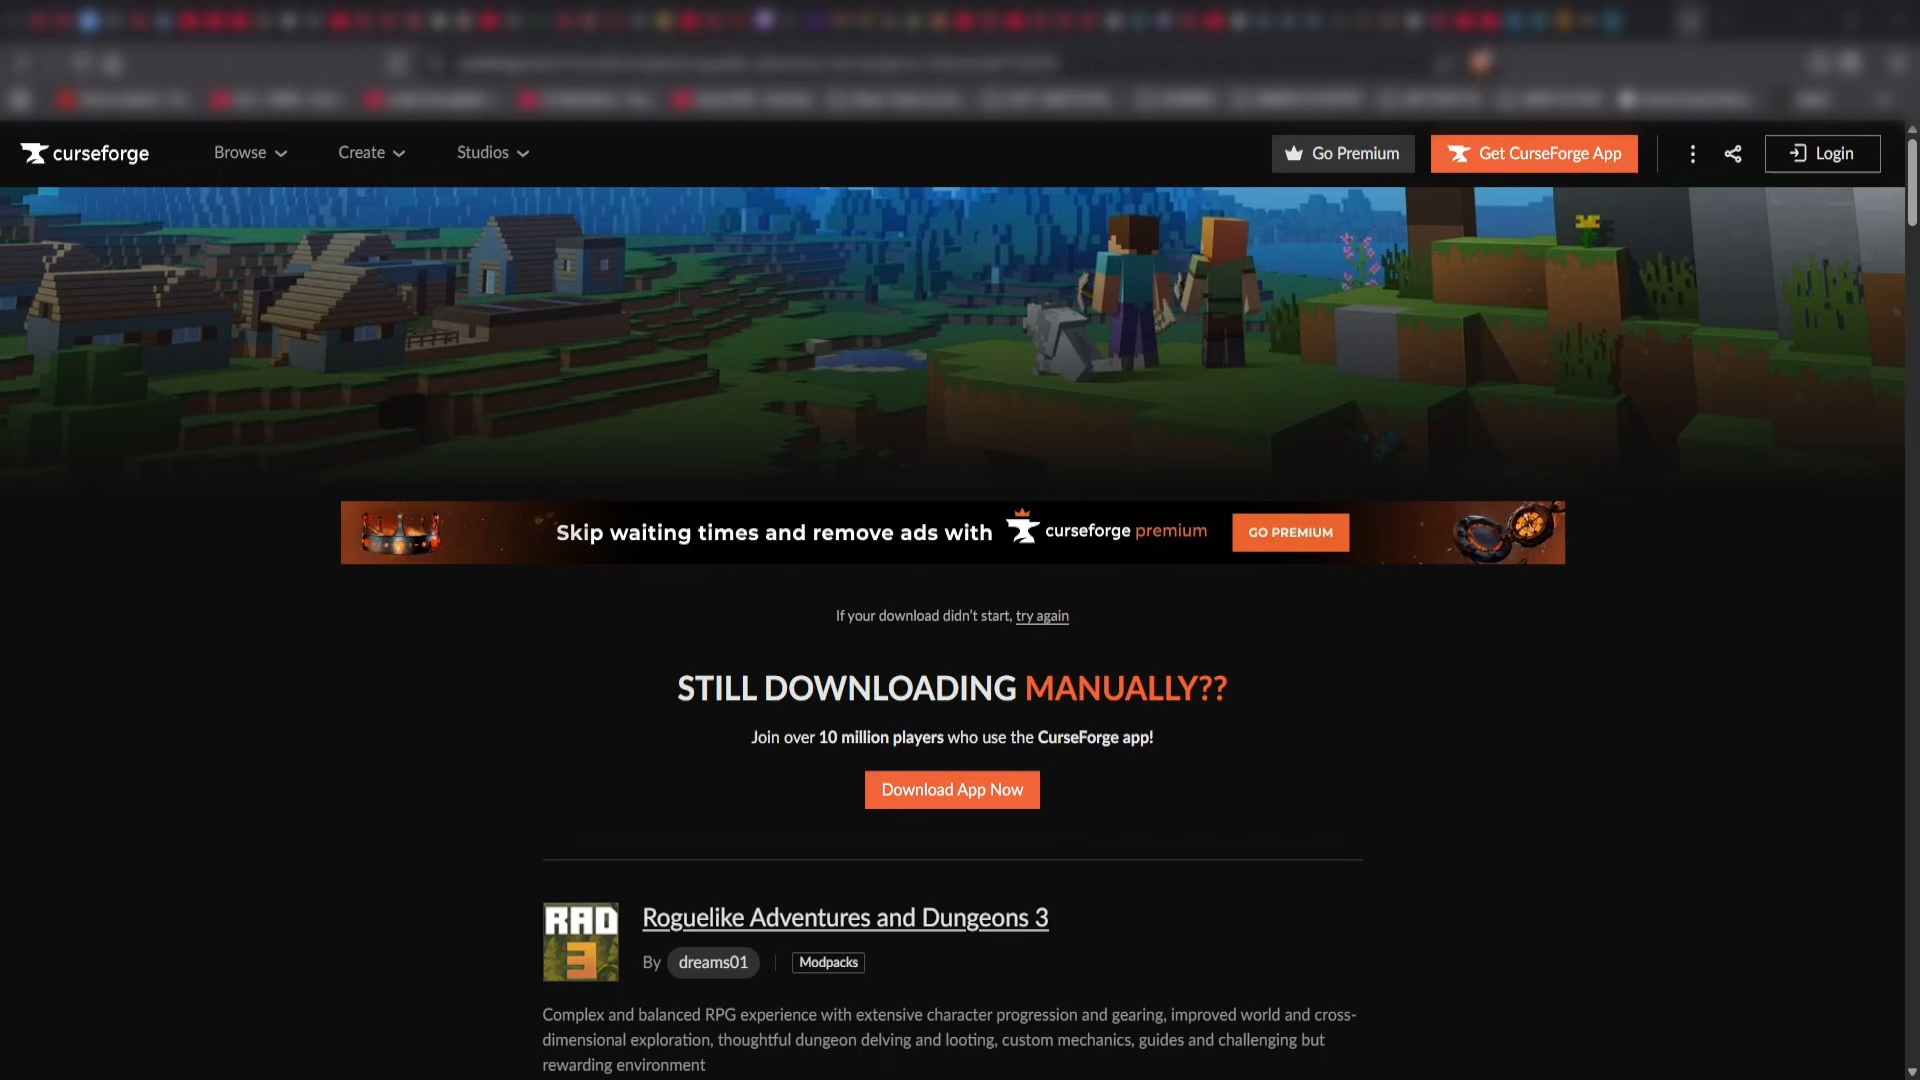 curseforge
Browse
Create
Studios
Go Premium
Get CurseForge App
Login
Skip waiting times and remove ads with curseforge premium
GO PREMIUM
If your download didn't start, try again
STILL DOWNLOADING MANUALLY??
Join over 10 million players who use the CurseForge app!
Download App Now
RAD
3
Roguelike Adventures and Dungeons 3
By dreams01
Modpacks
Complex and balanced RPG experience with extensive character progression and gearing, improved world and cross-
dimensional exploration, thoughtful dungeon delving and looting, custom mechanics, guides and challenging but
rewarding environment